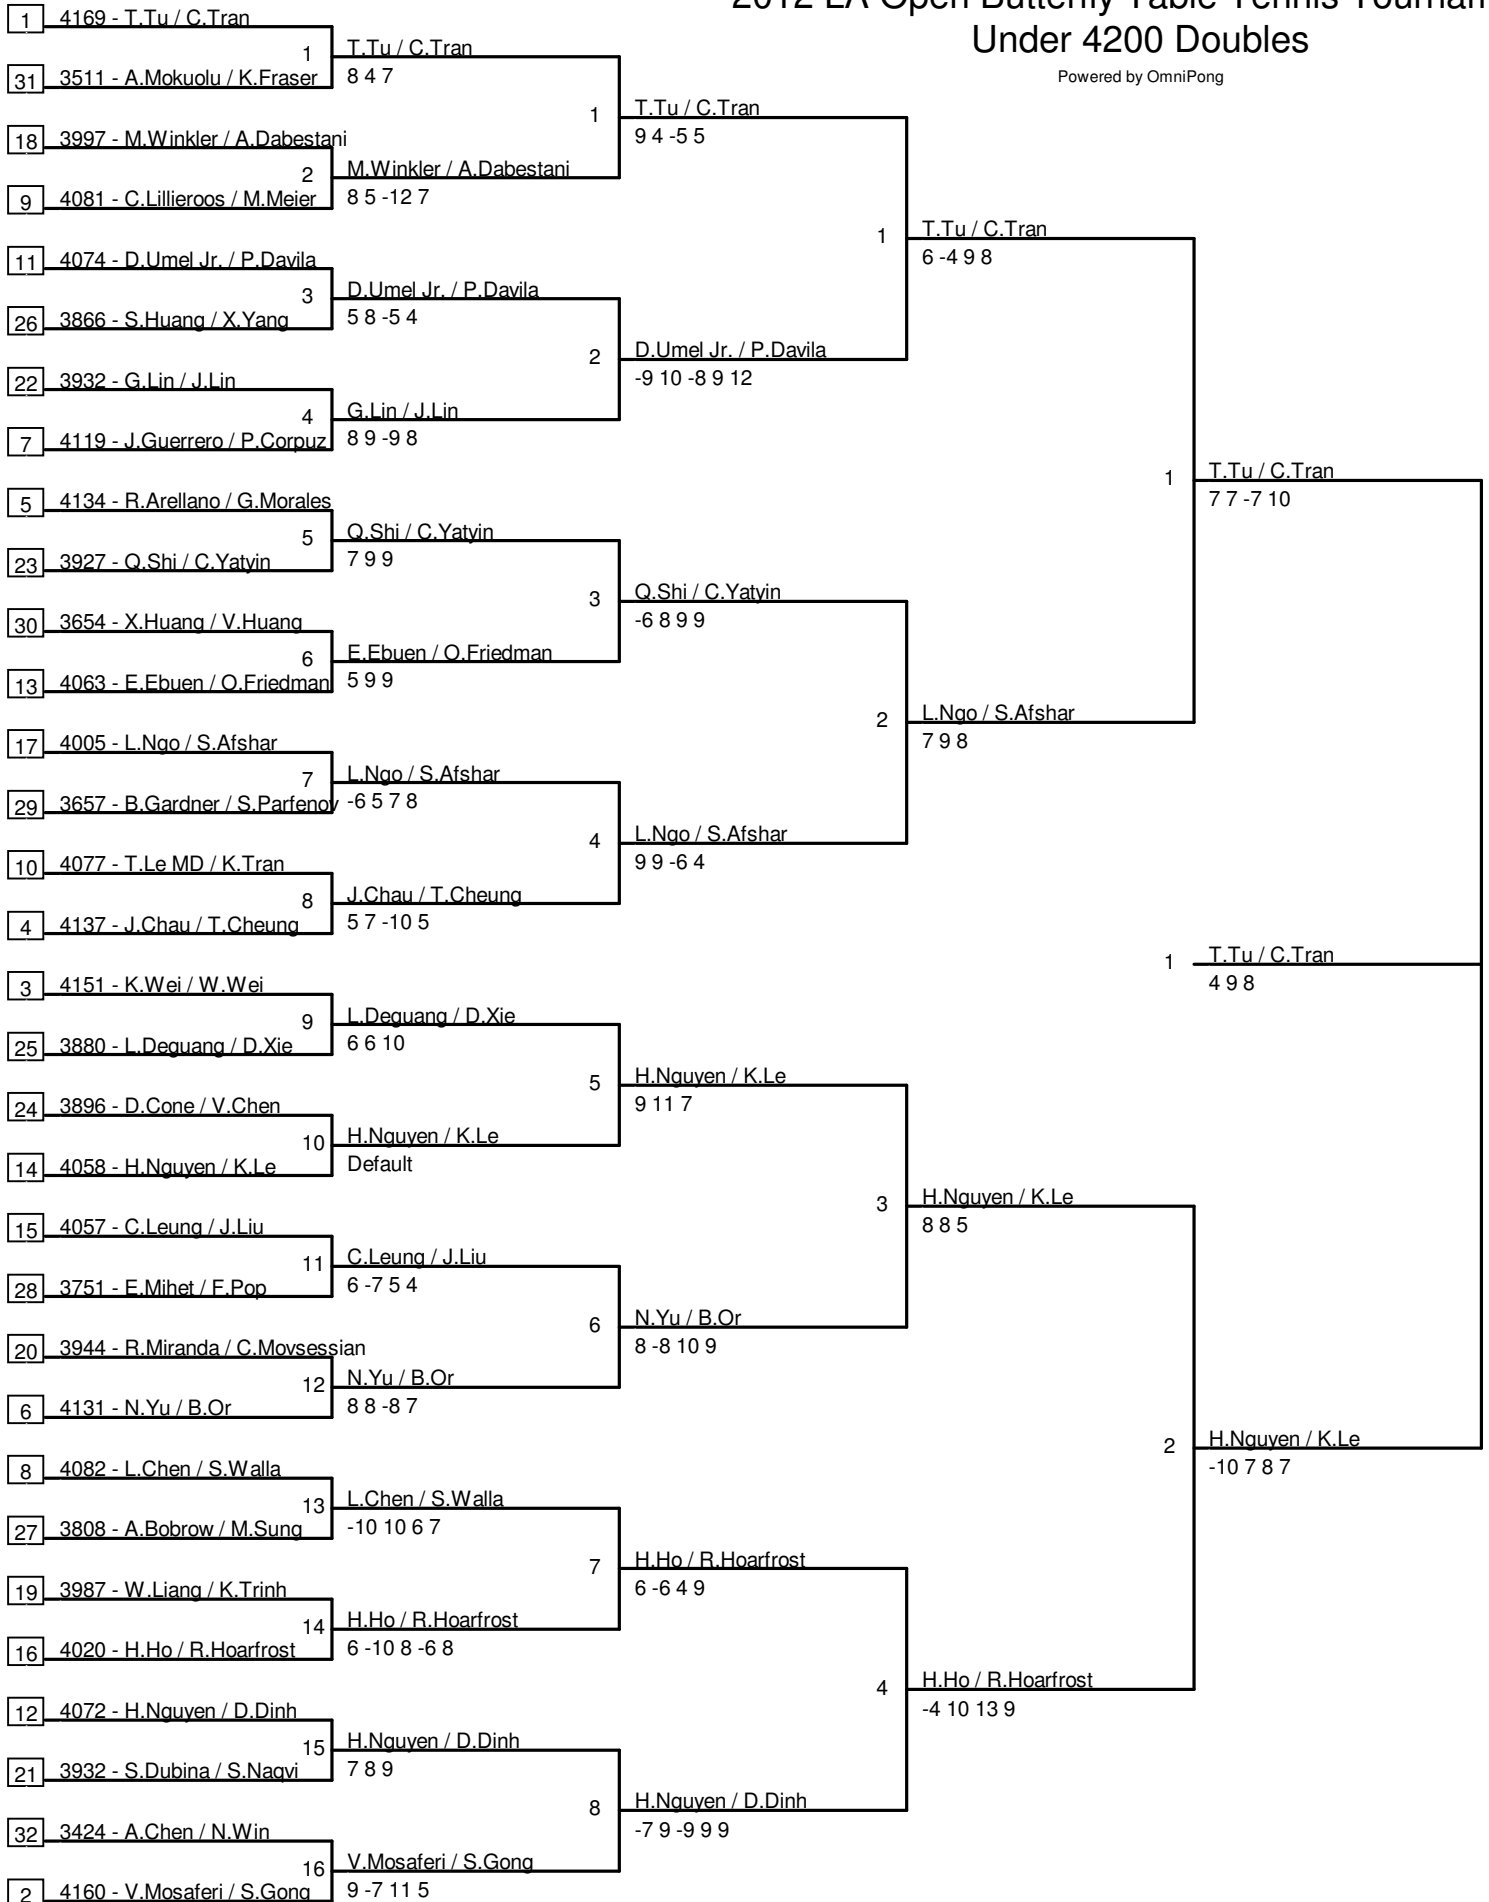 2012 LA Open Butterfly Table Tennis
Under 4200 Doubles
Powered by OmniPong
1 4169 - T.Tu / C.Tran
1 T.Tu / C.Tran
8 4 7
31 3511 - A.Mokuolu / K.Fraser
1 T.Tu / C.Tran
9 4 -5 5
18 3997 - M.Winkler / A.Dabestani
2 M.Winkler / A.Dabestani
8 5 -12 7
9 4081 - C.Lillieroos / M.Meier
1 T.Tu / C.Tran
6 -4 9 8
11 4074 - D.Umel Jr. / P.Davila
3 D.Umel Jr. / P.Davila
5 8 -5 4
26 3866 - S.Huang / X.Yang
2 D.Umel Jr. / P.Davila
-9 10 -8 9 12
22 3932 - G.Lin / J.Lin
4 G.Lin / J.Lin
8 9 -9 8
7 4119 - J.Guerrero / P.Corpuz
1 T.Tu / C.Tran
7 7 -7 10
5 4134 - R.Arellano / G.Morales
5 Q.Shi / C.Yatyin
7 9 9
23 3927 - Q.Shi / C.Yatyin
3 Q.Shi / C.Yatyin
-6 8 9 9
30 3654 - X.Huang / V.Huang
6 E.Ebuen / O.Friedman
5 9 9
13 4063 - E.Ebuen / O.Friedman
2 L.Ngo / S.Afshar
7 9 8
17 4005 - L.Ngo / S.Afshar
7 L.Ngo / S.Afshar
-6 5 7 8
29 3657 - B.Gardner / S.Parfenov
4 L.Ngo / S.Afshar
9 9 -6 4
10 4077 - T.Le MD / K.Tran
8 J.Chau / T.Cheung
5 7 -10 5
4 4137 - J.Chau / T.Cheung
1 T.Tu / C.Tran
4 9 8
3 4151 - K.Wei / W.Wei
9 L.Deguang / D.Xie
6 6 10
25 3880 - L.Deguang / D.Xie
5 H.Nguyen / K.Le
9 11 7
24 3896 - D.Cone / V.Chen
10 H.Nguyen / K.Le
Default
14 4058 - H.Nguyen / K.Le
3 H.Nguyen / K.Le
8 8 5
15 4057 - C.Leung / J.Liu
11 C.Leung / J.Liu
6 -7 5 4
28 3751 - E.Mihet / F.Pop
6 N.Yu / B.Or
8 -8 10 9
20 3944 - R.Miranda / C.Movsessian
12 N.Yu / B.Or
8 8 -8 7
6 4131 - N.Yu / B.Or
2 H.Nguyen / K.Le
-10 7 8 7
8 4082 - L.Chen / S.Walla
13 L.Chen / S.Walla
-10 10 6 7
27 3808 - A.Bobrow / M.Sung
7 H.Ho / R.Hoarfrost
6 -6 4 9
19 3987 - W.Liang / K.Trinh
14 H.Ho / R.Hoarfrost
6 -10 8 -6 8
16 4020 - H.Ho / R.Hoarfrost
4 H.Ho / R.Hoarfrost
-4 10 13 9
12 4072 - H.Nguyen / D.Dinh
15 H.Nguyen / D.Dinh
7 8 9
21 3932 - S.Dubina / S.Naqvi
8 H.Nguyen / D.Dinh
-7 9 -9 9 9
32 3424 - A.Chen / N.Win
16 V.Mosaferi / S.Gong
9 -7 11 5
2 4160 - V.Mosaferi / S.Gong